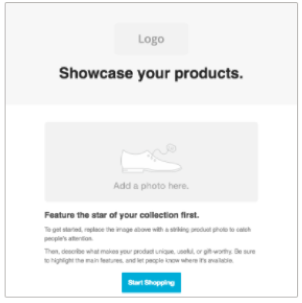 Logo
Showcase your products.
Add a photo here.
Feature the star of your collection first.
To get started, replace the image above with a striking product photo to catch
people's attention.
Then, describe what makes your product unique, useful, or gift-worthy. Be sure
to highlight the main features, and let people know where it's available.
Start Shopping